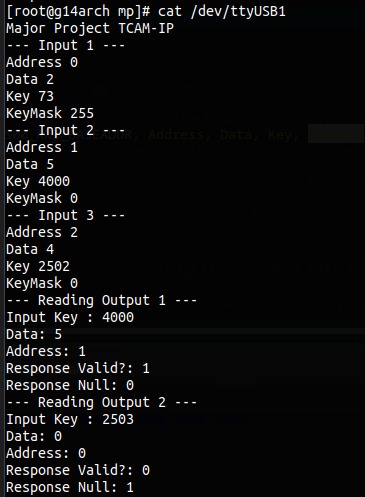 [root@g14arch mp]# cat /dev/ttyUSB1
Major Project TCAM-IP
--- Input 1 ---
Address 0
Data 2
Key 73
KeyMask 255
--- Input 2 ---
Address 1
Data 5
Key 4000
KeyMask 0
--- Input 3 ---
Address 2
Data 4
Key 2502
KeyMask 0
--- Reading Output 1 ---
Input Key : 4000
Data: 5
Address: 1
Response Valid?: 1
Response Null: 0
--- Reading Output 2 ---
Input Key : 2503
Data: 0
Address: 0
Response Valid?: 0
Response Null: 1